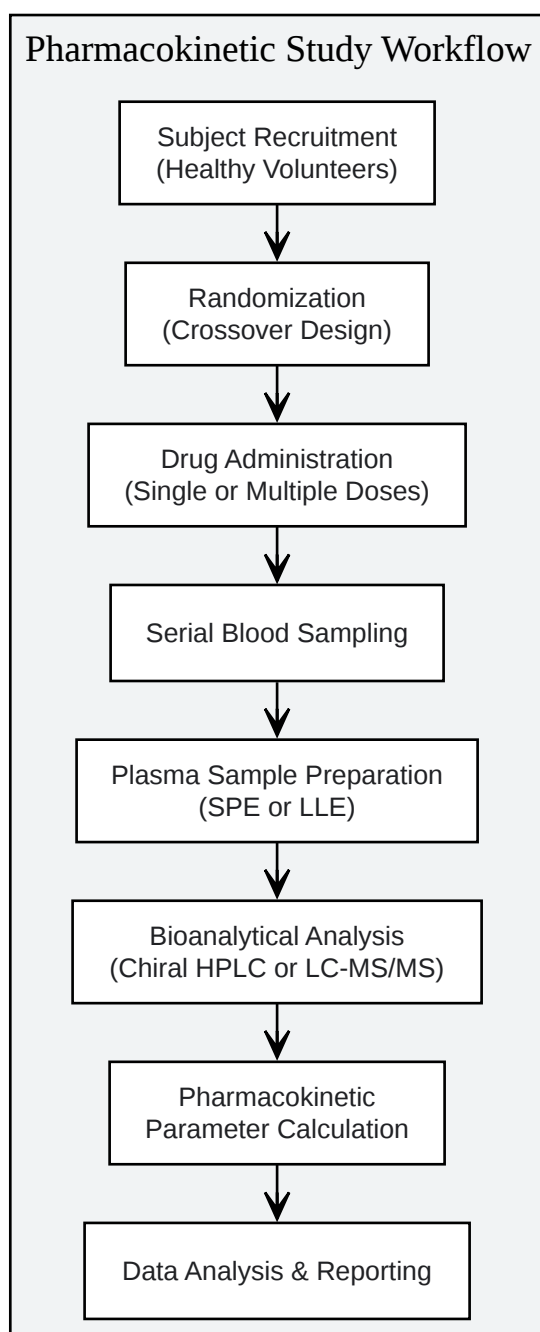 Pharmacokinetic Study Workflow
Subject Recruitment
(Healthy Volunteers)
Randomization
(Crossover Design)
Drug Administration
(Single or Multiple Doses)
Serial Blood Sampling
Plasma Sample Preparation
(SPE or LLE)
Bioanalytical Analysis
(Chiral HPLC or LC-MS/MS)
Pharmacokinetic
Parameter Calculation
Data Analysis & Reporting